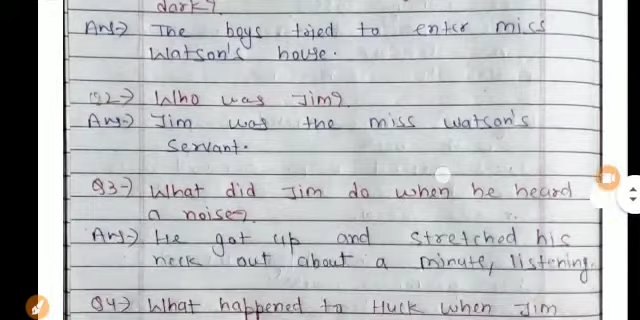 dark?
Ans-> The boys tried to enter miss
Watson's house.
Q2-> Who was Jim?
Ans-> Jim was the miss Watson's
servant.
Q3-> What did Jim do when he heard
a noise?
Ans-> He got up and stretched his
neck out about a minute, listening.
Q4-> What happened to Huck when Jim